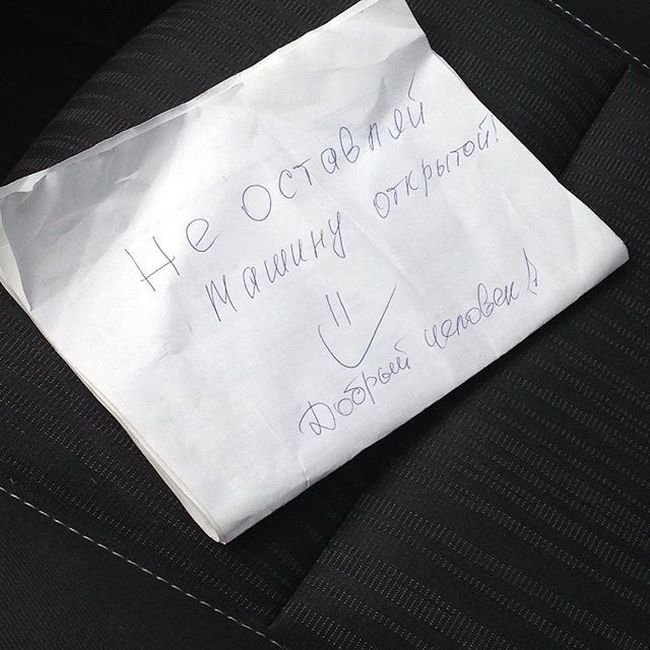 Не оставляй
машину открытой!
Добрый человек!